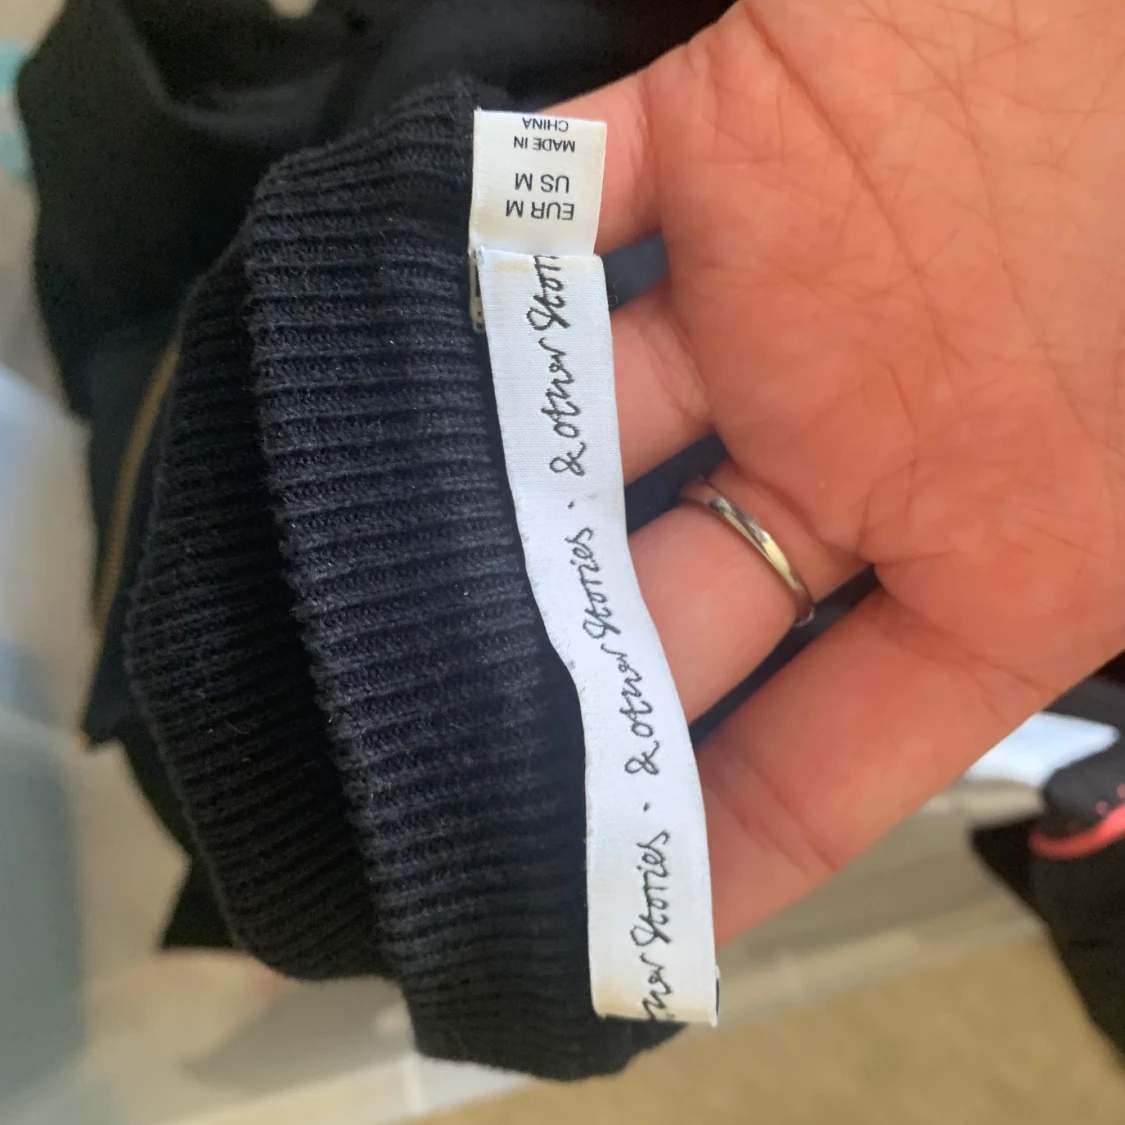 EUR M
US M
MADE IN
CHINA
& other Stories · & other Stories ·